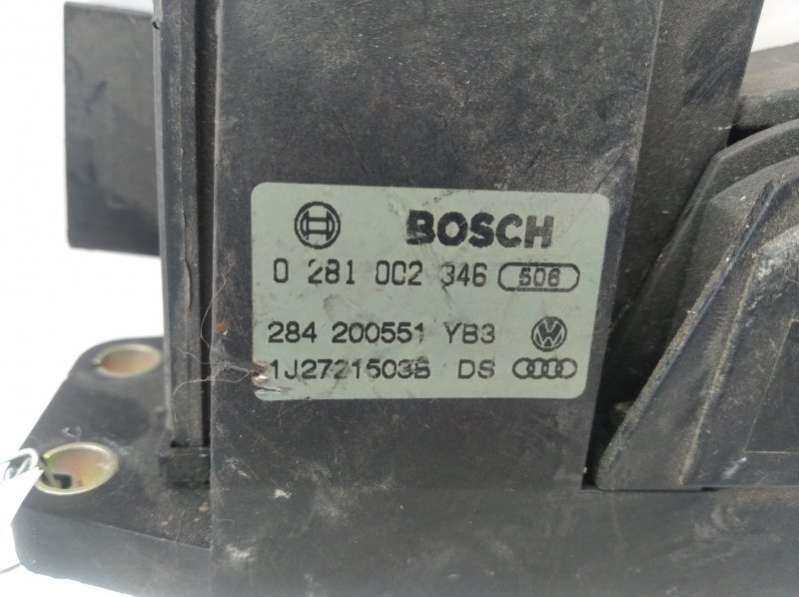 BOSCH
0 281 002 346 506
284 200551 YB3
1J2721503B DS